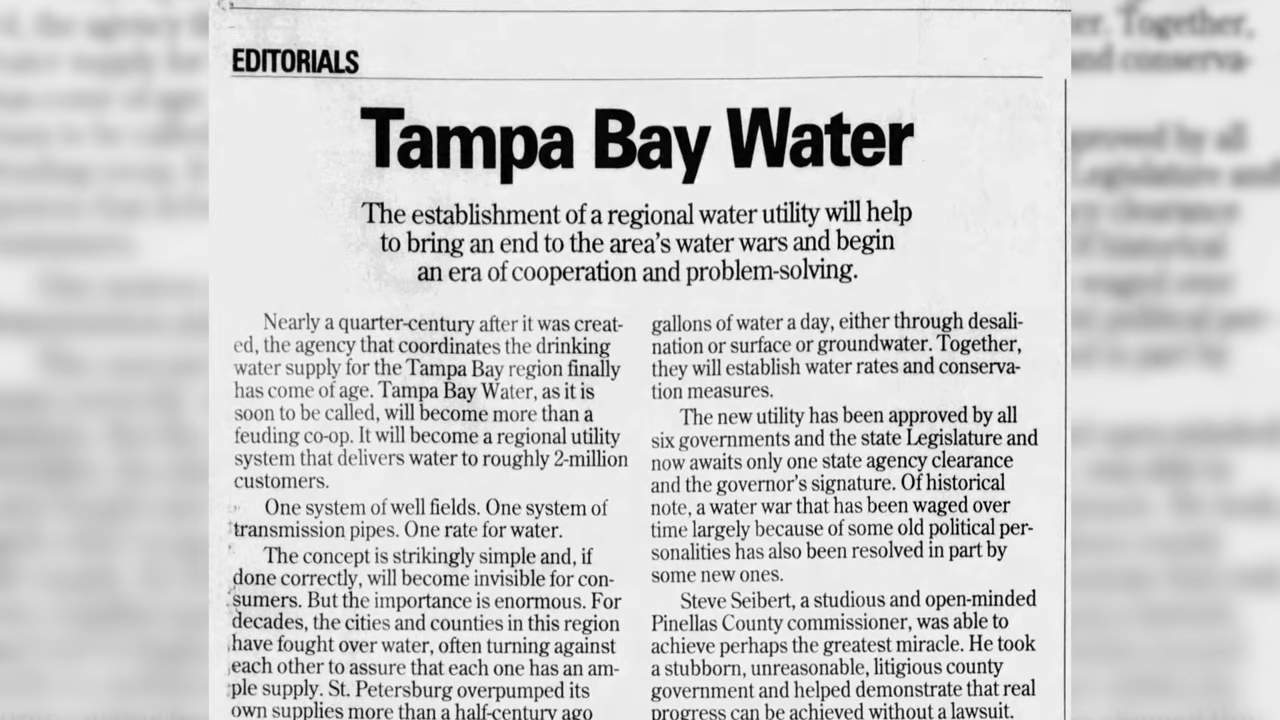 EDITORIALS
Tampa Bay Water
The establishment of a regional water utility will help
to bring an end to the area's water wars and begin
an era of cooperation and problem-solving.
Nearly a quarter-century after it was creat-
ed, the agency that coordinates the drinking
water supply for the Tampa Bay region finally
has come of age. Tampa Bay Water, as it is
soon to be called, will become more than a
feuding co-op. It will become a regional utility
system that delivers water to roughly 2-million
customers.
One system of well fields. One system of
transmission pipes. One rate for water.
The concept is strikingly simple and, if
done correctly, will become invisible for con-
sumers. But the importance is enormous. For
decades, the cities and counties in this region
have fought over water, often turning against
each other to assure that each one has an am-
ple supply. St. Petersburg overpumped its
own supplies more than a half-century ago
gallons of water a day, either through desali-
nation or surface or groundwater. Together,
they will establish water rates and conserva-
tion measures.
The new utility has been approved by all
six governments and the state Legislature and
now awaits only one state agency clearance
and the governor's signature. Of historical
note, a water war that has been waged over
time largely because of some old political per-
sonalities has also been resolved in part by
some new ones.
Steve Seibert, a studious and open-minded
Pinellas County commissioner, was able to
achieve perhaps the greatest miracle. He took
a stubborn, unreasonable, litigious county
government and helped demonstrate that real
progress can be achieved without a lawsuit.